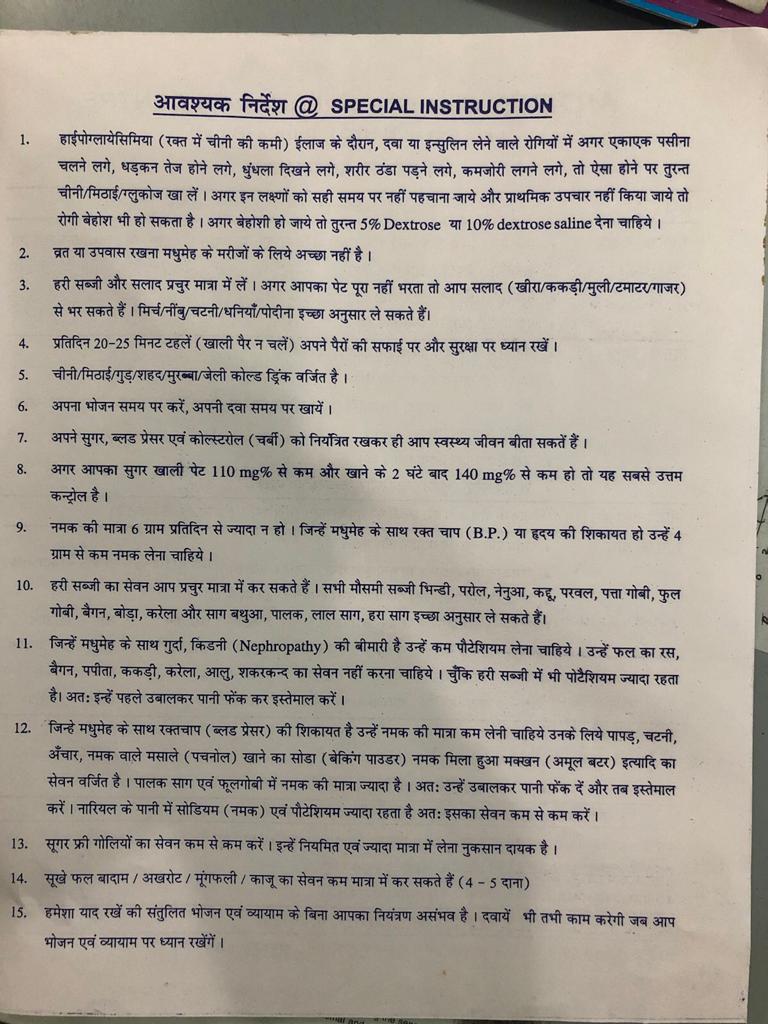 आवश्यक निर्देश @ SPECIAL INSTRUCTION
1. हाईपोग्लायेसिमिया (रक्त में चीनी की कमी) ईलाज के दौरान, दवा या इन्सुलिन लेने वाले रोगियों में अगर एकाएक पसीना
चलने लगे, धड़कन तेज होने लगे, धुंधला दिखने लगे, शरीर ठंडा पड़ने लगे, कमजोरी लगने लगे, तो ऐसा होने पर तुरन्त
चीनी/मिठाई/ग्लुकोज खा लें । अगर इन लक्ष्णों को सही समय पर नहीं पहचाना जाये और प्राथमिक उपचार नहीं किया जाये तो
रोगी बेहोश भी हो सकता है । अगर बेहोशी हो जाये तो तुरन्त 5% Dextrose या 10% dextrose saline देना चाहिये ।
2. व्रत या उपवास रखना मधुमेह के मरीजों के लिये अच्छा नहीं है ।
3. हरी सब्जी और सलाद प्रचुर मात्रा में लें । अगर आपका पेट पूरा नहीं भरता तो आप सलाद (खीरा/ककड़ी/मुली/टमाटर/गाजर)
से भर सकते हैं । मिर्च/नींबु/चटनी/धनियाँ/पोदीना इच्छा अनुसार ले सकते हैं।
4. प्रतिदिन 20-25 मिनट टहलें (खाली पैर न चलें) अपने पैरों की सफाई पर और सुरक्षा पर ध्यान रखें ।
5. चीनी/मिठाई/गुड़/शहद/मुरब्बा/जेली कोल्ड ड्रिंक वर्जित है ।
6. अपना भोजन समय पर करें, अपनी दवा समय पर खायें ।
7. अपने सुगर, ब्लड प्रेसर एवं कोल्स्टरोल (चर्बी) को नियंत्रित रखकर ही आप स्वस्थ्य जीवन बीता सकतें हैं ।
8. अगर आपका सुगर खाली पेट 110 mg% से कम और खाने के 2 घंटे बाद 140 mg% से कम हो तो यह सबसे उत्तम
कन्ट्रोल है ।
9. नमक की मात्रा 6 ग्राम प्रतिदिन से ज्यादा न हो । जिन्हें मधुमेह के साथ रक्त चाप (B.P.) या हृदय की शिकायत हो उन्हें 4
ग्राम से कम नमक लेना चाहिये ।
10. हरी सब्जी का सेवन आप प्रचुर मात्रा में कर सकते हैं । सभी मौसमी सब्जी भिन्डी, परोल, नेनुआ, कद्दू, परवल, पत्ता गोबी, फुल
गोबी, बैगन, बोड़ा, करेला और साग बथुआ, पालक, लाल साग, हरा साग इच्छा अनुसार ले सकते हैं।
11. जिन्हें मधुमेह के साथ गुर्दा, किडनी (Nephropathy) की बीमारी है उन्हें कम पौटेशियम लेना चाहिये । उन्हें फल का रस,
बैगन, पपीता, ककड़ी, करेला, आलु, शकरकन्द का सेवन नहीं करना चाहिये । चुँकि हरी सब्जी में भी पोटैशियम ज्यादा रहता
है। अत: इन्हें पहले उबालकर पानी फेंक कर इस्तेमाल करें ।
12. जिन्हे मधुमेह के साथ रक्तचाप (ब्लड प्रेसर) की शिकायत है उन्हें नमक की मात्रा कम लेनी चाहिये उनके लिये पापड़, चटनी,
अँचार, नमक वाले मसाले (पचनोल) खाने का सोडा (बेकिंग पाउडर) नमक मिला हुआ मक्खन (अमूल बटर) इत्यादि का
सेवन वर्जित है । पालक साग एवं फूलगोबी में नमक की मात्रा ज्यादा है । अत: उन्हें उबालकर पानी फेंक दें और तब इस्तेमाल
करें । नारियल के पानी में सोडियम (नमक) एवं पौटेशियम ज्यादा रहता है अत: इसका सेवन कम से कम करें ।
13. सूगर फ्री गोलियों का सेवन कम से कम करें । इन्हें नियमित एवं ज्यादा मात्रा में लेना नुकसान दायक है ।
14. सूखे फल बादाम / अखरोट / मूंगफली / काजू का सेवन कम मात्रा में कर सकते हैं (4 - 5 दाना)
15. हमेशा याद रखें की संतुलित भोजन एवं व्यायाम के बिना आपका नियंत्रण असंभव है । दवायें भी तभी काम करेगी जब आप
भोजन एवं व्यायाम पर ध्यान रखेंगें ।